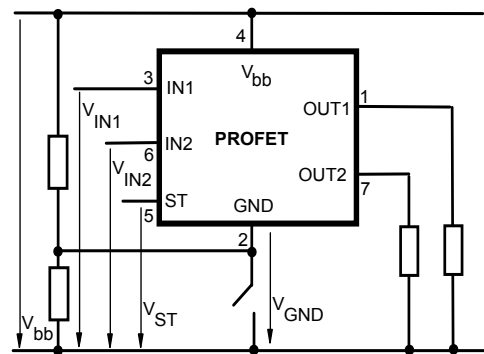 4
V bb
3
IN1
1
V IN1
OUT1
PROFET
IN2
6
V IN2
OUT2
7
ST
5
GND
2
V bb
V ST
V GND